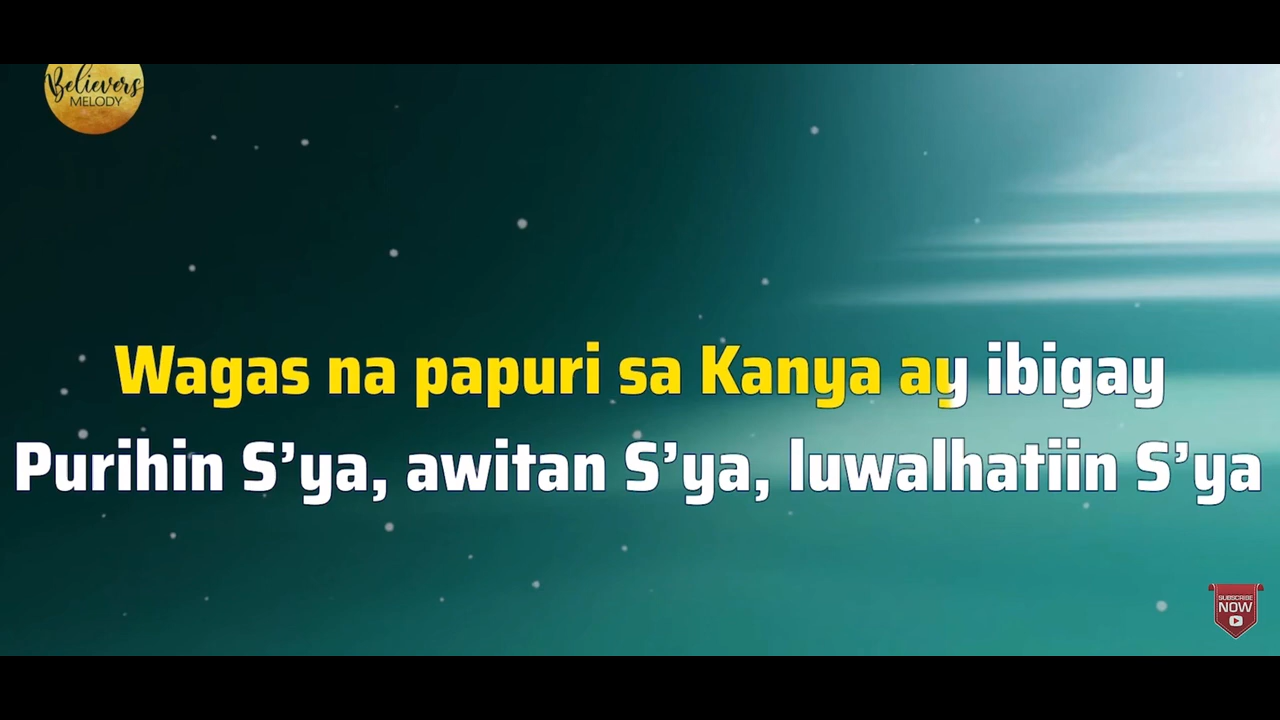 Believers
MELODY
Wagas na papuri sa Kanya ay ibigay
Purihin S’ya, awitan S’ya, luwalhatiin S’ya
SUBSCRIBE
NOW